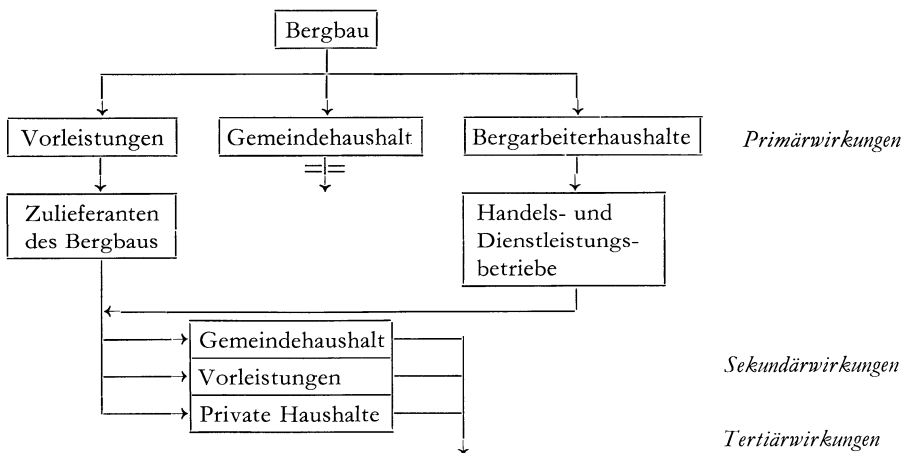 Bergbau
Vorleistungen
Gemeindehaushalt
Bergarbeiterhaushalte
Primärwirkungen
Zulieferanten
des Bergbaus
Handels- und
Dienstleistungs-
betriebe
Gemeindehaushalt
Vorleistungen
Private Haushalte
Sekundärwirkungen
Tertiärwirkungen